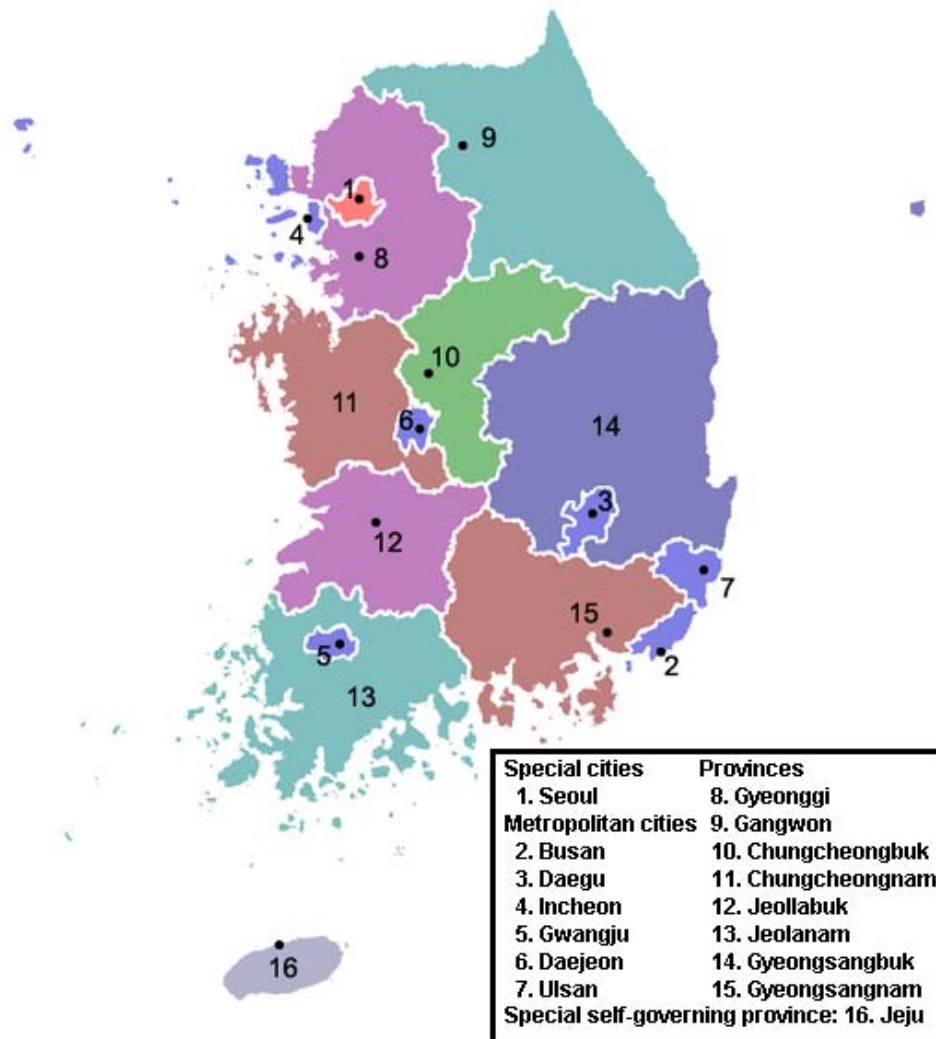 9
1
4
8
10
11
6
14
3
12
7
15
5
2
13
16
Special cities Provinces
1. Seoul 8. Gyeonggi
Metropolitan cities 9. Gangwon
2. Busan 10. Chungcheongbuk
3. Daegu 11. Chungcheongnam
4. Incheon 12. Jeollabuk
5. Gwangju 13. Jeolanam
6. Daejeon 14. Gyeongsangbuk
7. Ulsan 15. Gyeongsangnam
Special self-governing province: 16. Jeju